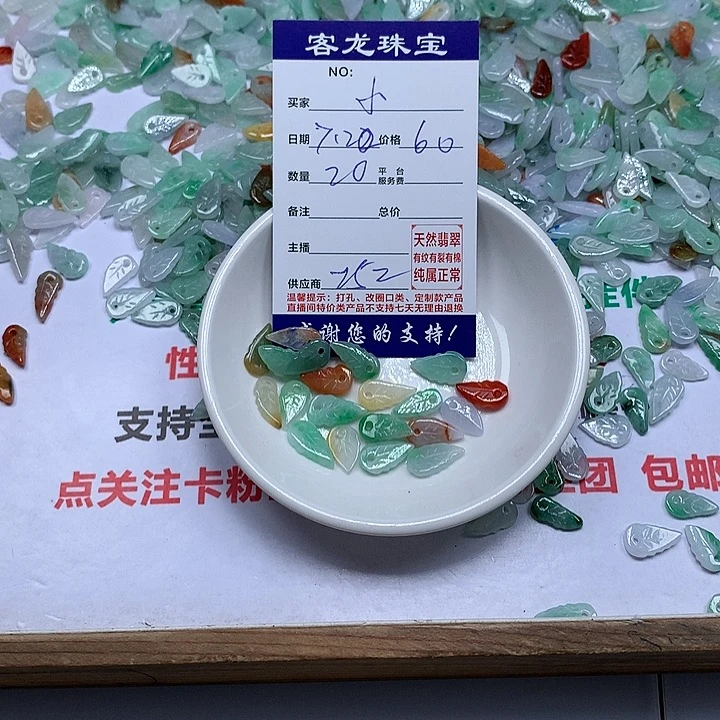 客龙珠宝
NO:
买家 小
日期 7.20 价格 60
数量 20 平台服务费
备注 总价
主播
天然翡翠
有纹有裂有棉
纯属正常
供应商 752
温馨提示：打孔、改圈口类、定制款产品
直播间特价类产品不支持七天无理由退换
感谢您的支持！
性
支持
点关注卡粉
团 包邮